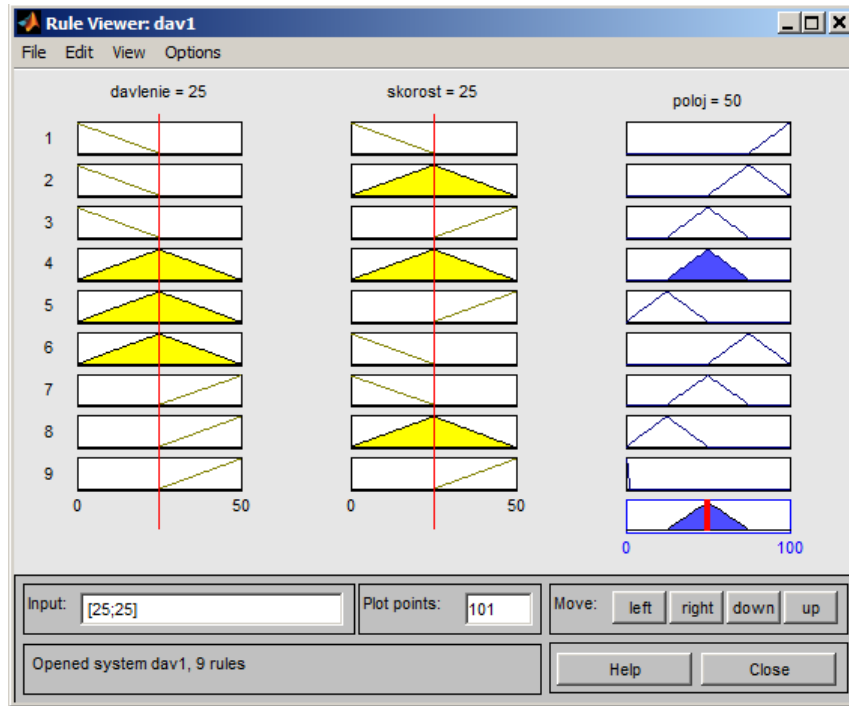 Rule Viewer: dav1
File Edit View Options
davlenie = 25
skorost = 25
poloj = 50
1
2
3
4
5
6
7
8
9
0 50
0 50
0 100
Input: [25;25]
Plot points: 101
Move: left right down up
Opened system dav1, 9 rules
Help Close